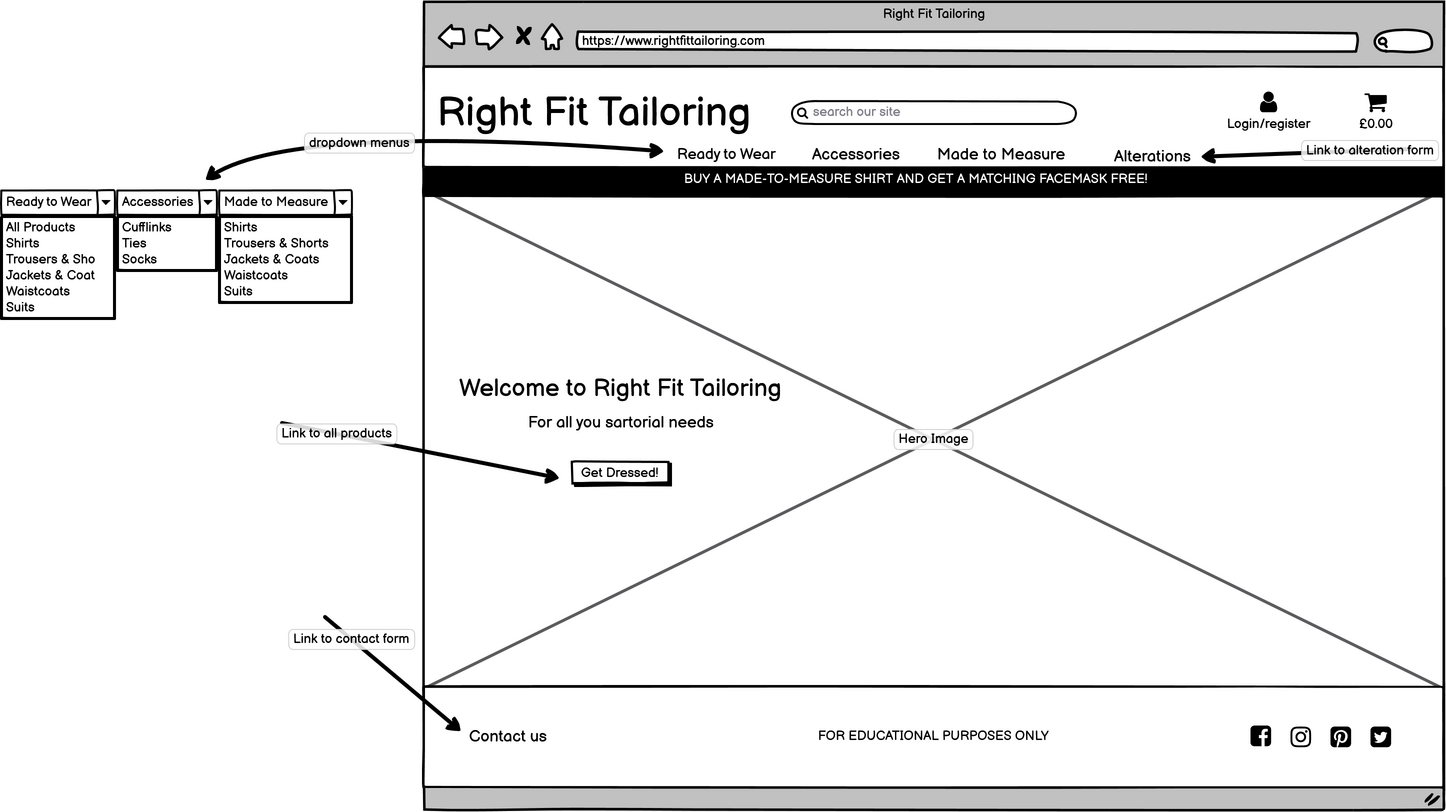 Right Fit Tailoring
https://www.rightfittailoring.com
Right Fit Tailoring
search our site
Login/register
£0.00
dropdown menus
Ready to Wear
Accessories
Made to Measure
Alterations
Link to alteration form
BUY A MADE-TO-MEASURE SHIRT AND GET A MATCHING FACEMASK FREE!
Ready to Wear
All Products
Shirts
Trousers & Sho
Jackets & Coat
Waistcoats
Suits
Accessories
Cufflinks
Ties
Socks
Made to Measure
Shirts
Trousers & Shorts
Jackets & Coats
Waistcoats
Suits
Welcome to Right Fit Tailoring
For all you sartorial needs
Link to all products
Hero Image
Get Dressed!
Link to contact form
Contact us
FOR EDUCATIONAL PURPOSES ONLY